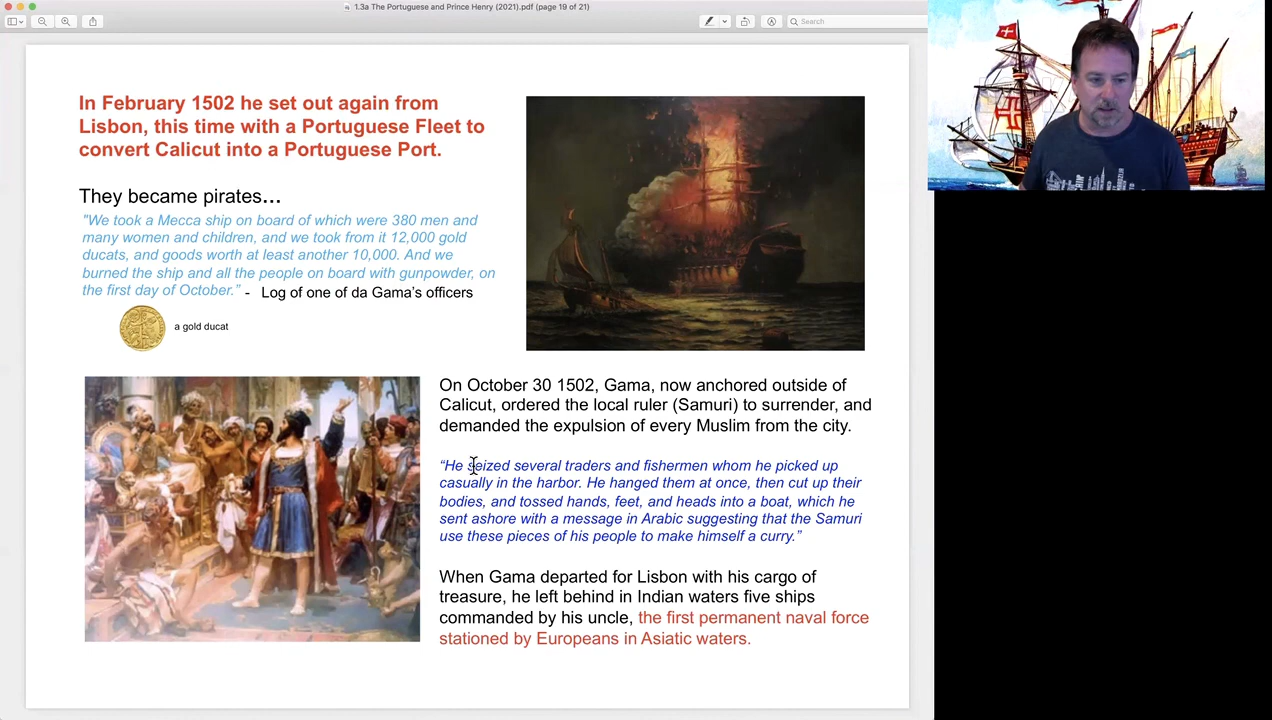 1.3a The Portuguese and Prince Henry (2021).pdf (page 19 of 21)
Search
In February 1502 he set out again from
Lisbon, this time with a Portuguese Fleet to
convert Calicut into a Portuguese Port.
They became pirates…
"We took a Mecca ship on board of which were 380 men and
many women and children, and we took from it 12,000 gold
ducats, and goods worth at least another 10,000. And we
burned the ship and all the people on board with gunpowder, on
the first day of October.” - Log of one of da Gama’s officers
a gold ducat
On October 30 1502, Gama, now anchored outside of
Calicut, ordered the local ruler (Samuri) to surrender, and
demanded the expulsion of every Muslim from the city.
“He seized several traders and fishermen whom he picked up
casually in the harbor. He hanged them at once, then cut up their
bodies, and tossed hands, feet, and heads into a boat, which he
sent ashore with a message in Arabic suggesting that the Samuri
use these pieces of his people to make himself a curry.”
When Gama departed for Lisbon with his cargo of
treasure, he left behind in Indian waters five ships
commanded by his uncle, the first permanent naval force
stationed by Europeans in Asiatic waters.